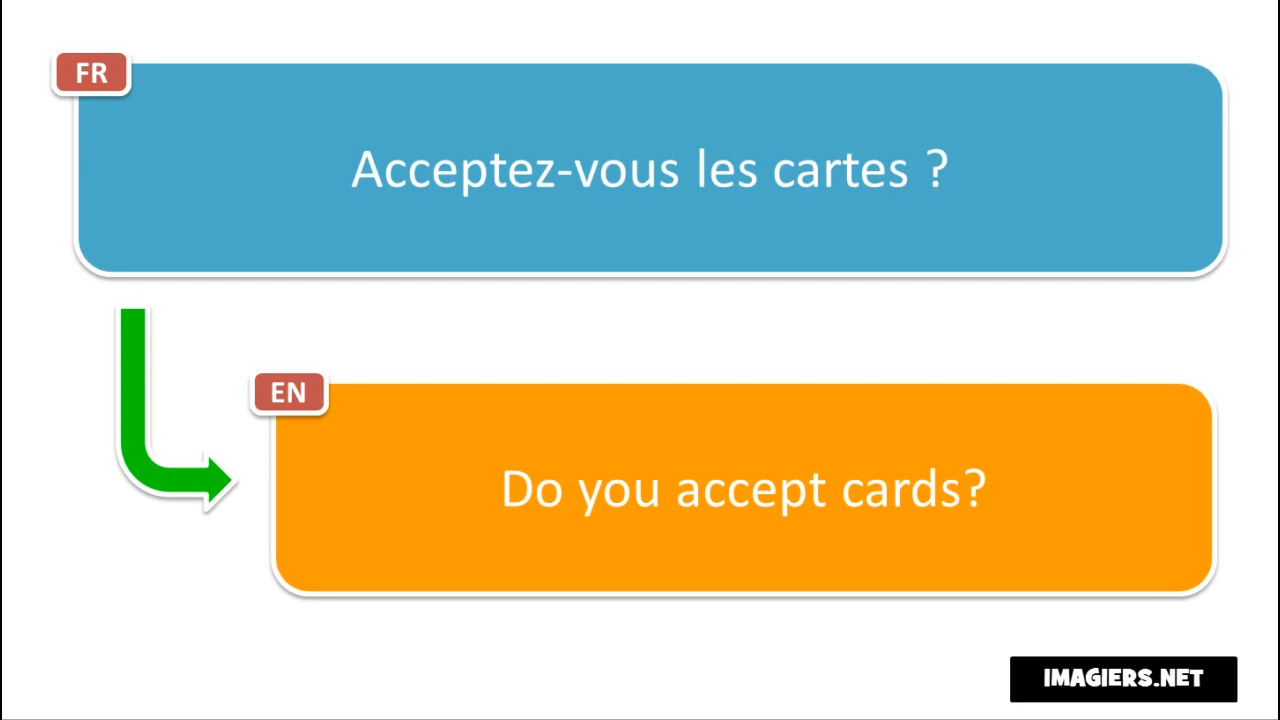 FR
Acceptez-vous les cartes ?
EN
Do you accept cards?
IMAGIERS.NET